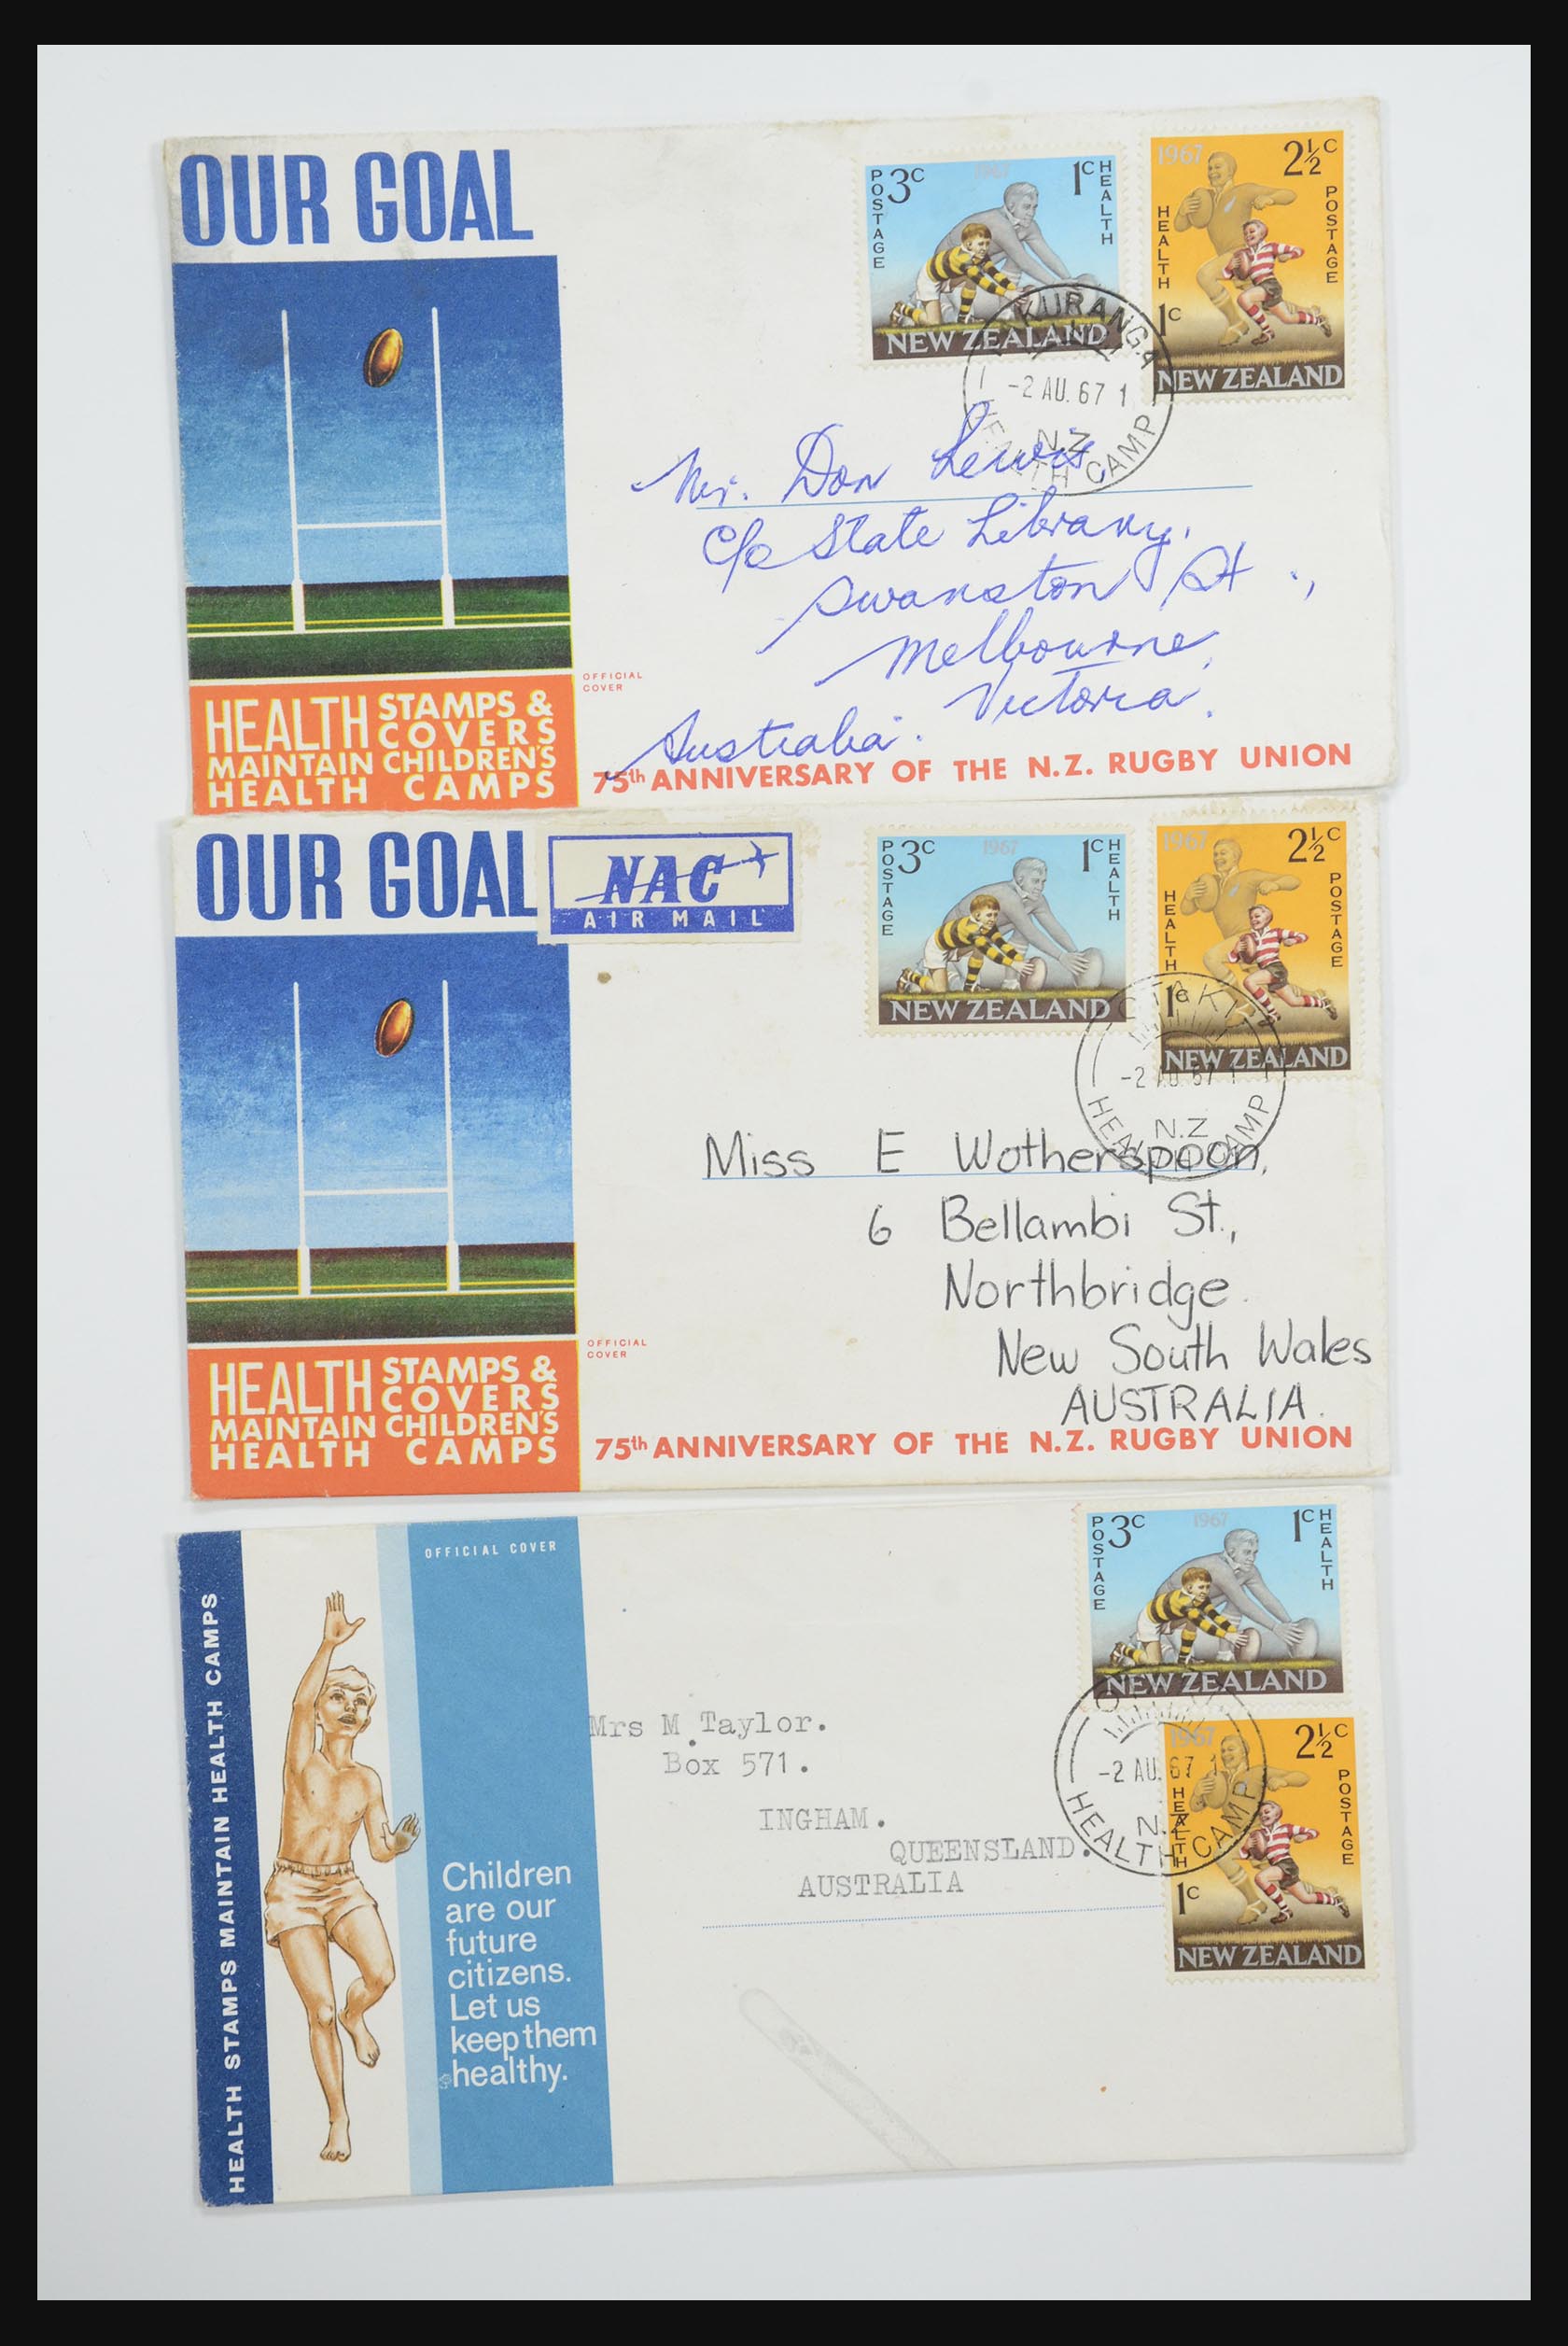 OUR GOAL
HEALTH STAMPS &
COVERS
MAINTAIN CHILDREN'S
HEALTH CAMPS
OFFICIAL
COVER
POSTAGE 3c 1967 1c HEALTH
NEW ZEALAND
1967 2½c
HEALTH POSTAGE
1c
NEW ZEALAND
-2 AU. 67 1
N.Z
HEALTH CAMP
Mr. Don Lewis,
c/o State Library,
Swanston St.,
Melbourne,
Victoria.
Australia.
75th ANNIVERSARY OF THE N.Z. RUGBY UNION
OUR GOAL
NAC
AIR MAIL
HEALTH STAMPS &
COVERS
MAINTAIN CHILDREN'S
HEALTH CAMPS
OFFICIAL
COVER
POSTAGE 3c 1967 1c HEALTH
NEW ZEALAND
1967 2½c
HEALTH POSTAGE
1c
NEW ZEALAND
OTAKI
-2 AU 67 1
N.Z
HEALTH CAMP
Miss E Wotherspoon,
6 Bellambi St.,
Northbridge.
New South Wales
AUSTRALIA.
75th ANNIVERSARY OF THE N.Z. RUGBY UNION
HEALTH STAMPS MAINTAIN HEALTH CAMPS
OFFICIAL COVER
Children
are our
future
citizens.
Let us
keep them
healthy.
POSTAGE 3c 1967 1c HEALTH
NEW ZEALAND
1967 2½c
HEALTH POSTAGE
1c
NEW ZEALAND
-2 AU. 67 1
N.Z
HEALTH CAMP
Mrs M.Taylor.
Box 571.
INGHAM.
QUEENSLAND.
AUSTRALIA